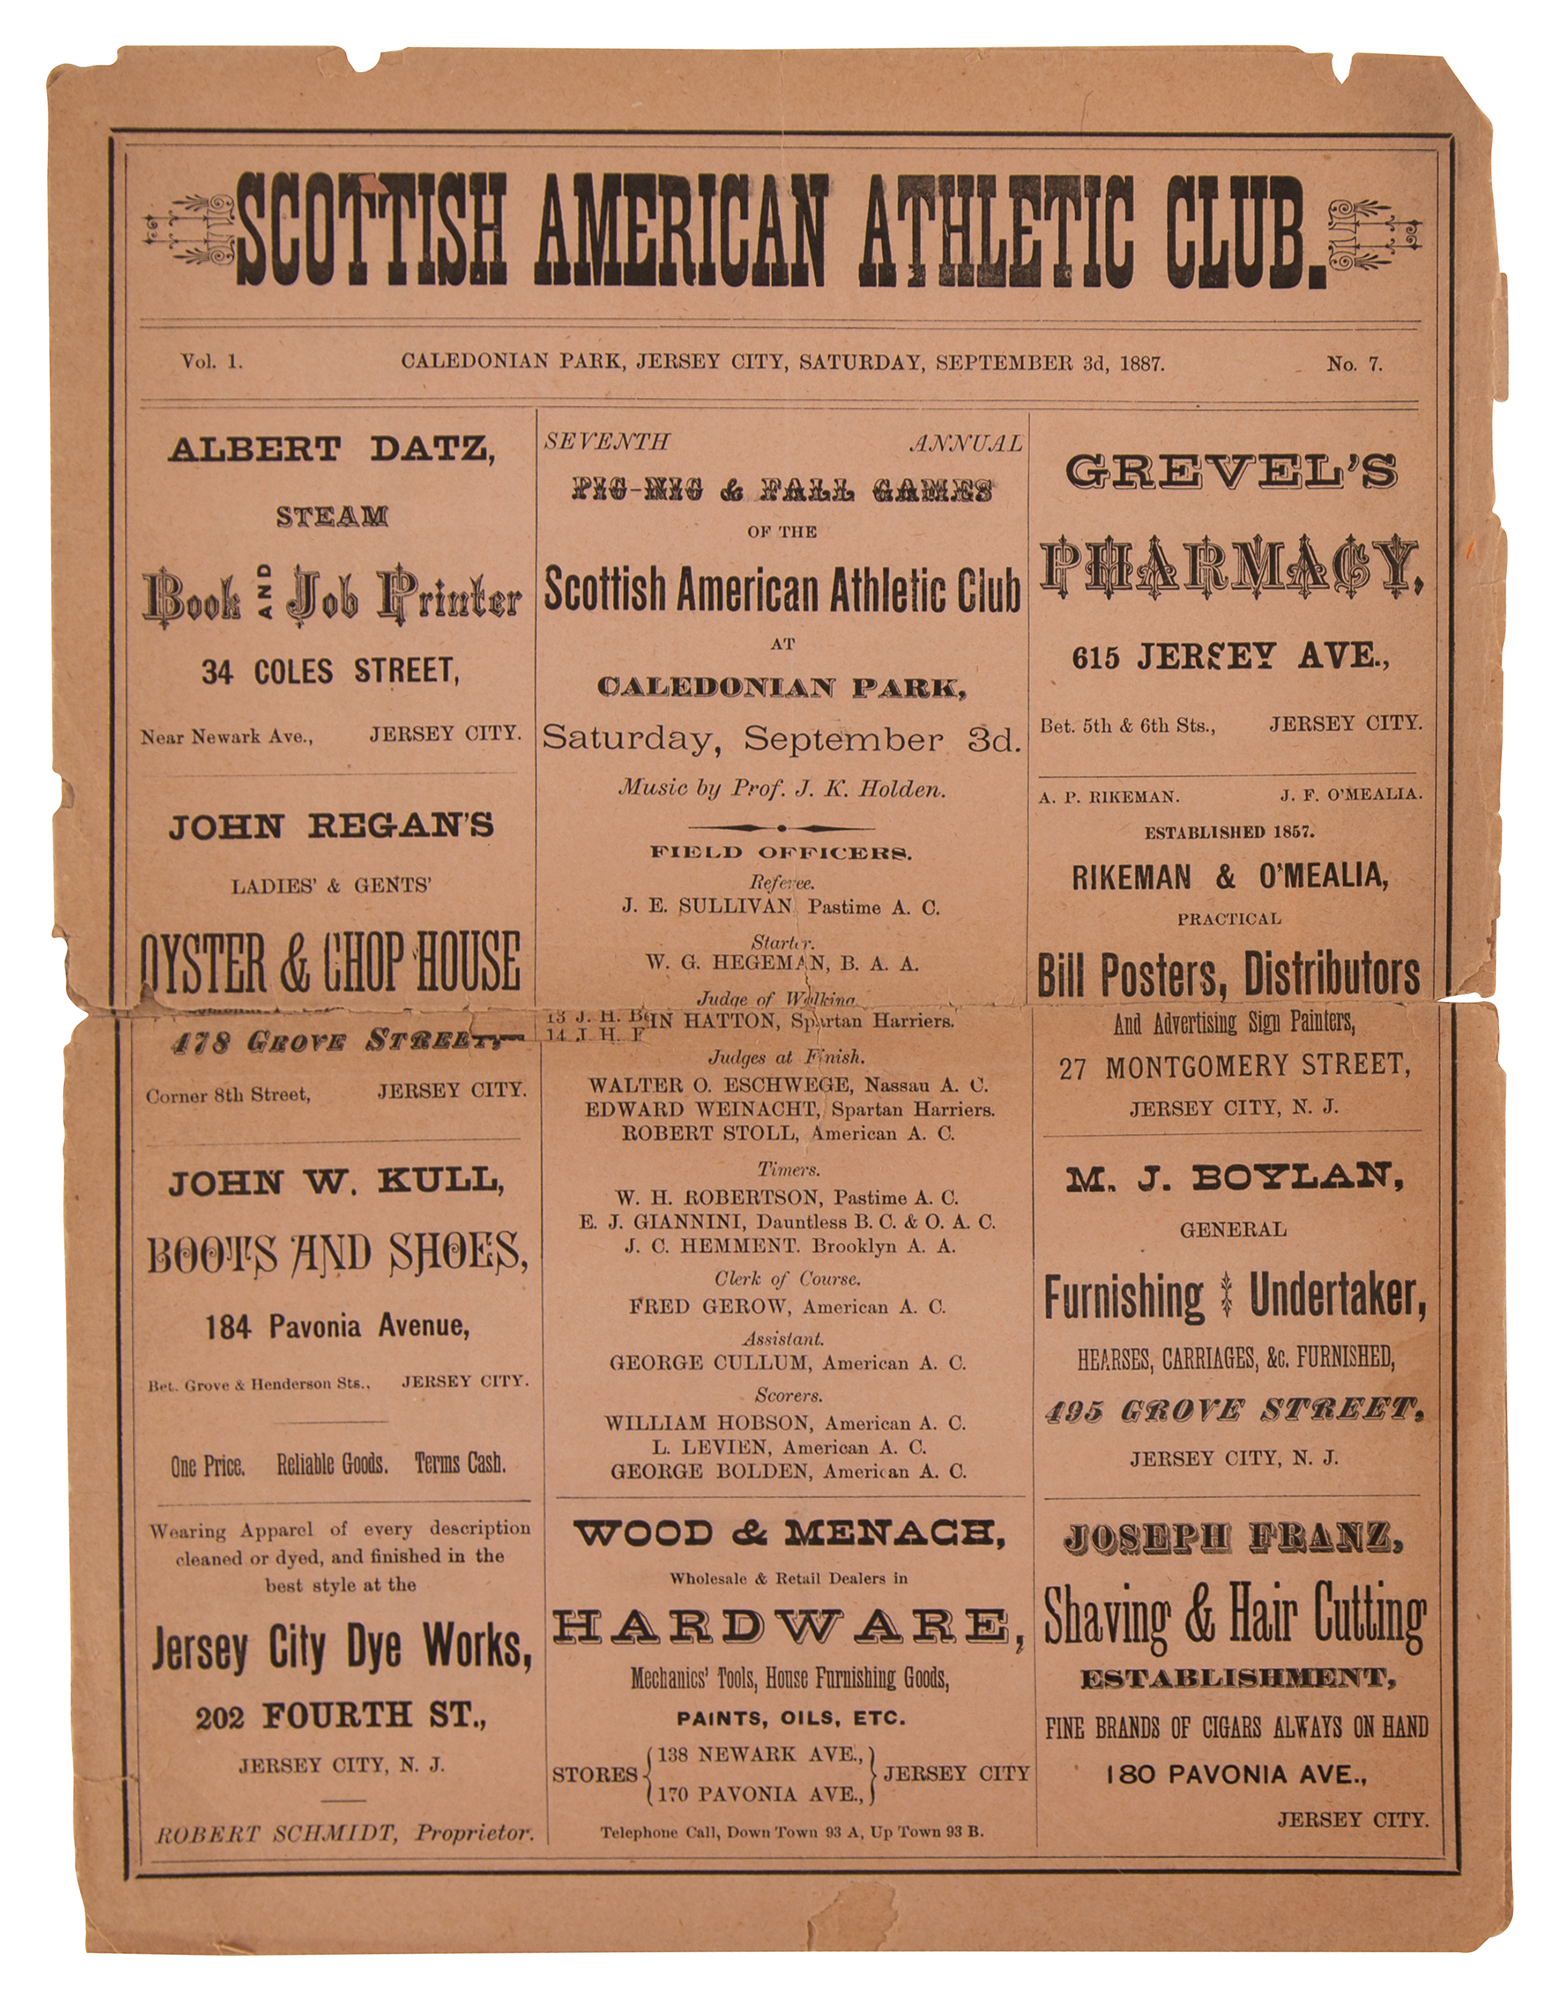 SCOTTISH AMERICAN ATHLETIC CLUB.
Vol. 1. CALEDONIAN PARK, JERSEY CITY, SATURDAY, SEPTEMBER 3d, 1887. No. 7.
ALBERT DATZ,
STEAM
Book AND Job Printer
34 COLES STREET,
Near Newark Ave., JERSEY CITY.
JOHN REGAN'S
LADIES' & GENTS'
OYSTER & CHOP HOUSE
478 GROVE STREET
Corner 8th Street, JERSEY CITY.
JOHN W. KULL,
BOOTS AND SHOES,
184 Pavonia Avenue,
Bet. Grove & Henderson Sts., JERSEY CITY.
One Price. Reliable Goods. Terms Cash.
Wearing Apparel of every description
cleaned or dyed, and finished in the
best style at the
Jersey City Dye Works,
202 FOURTH ST.,
JERSEY CITY, N. J.
ROBERT SCHMIDT, Proprietor.
SEVENTH ANNUAL
PIC-NIC & FALL GAMES
OF THE
Scottish American Athletic Club
AT
CALEDONIAN PARK,
Saturday, September 3d.
Music by Prof. J. K. Holden.
FIELD OFFICERS.
Referee.
J. E. SULLIVAN Pastime A. C.
Starter.
W. G. HEGEMAN, B. A. A.
Judge of Walking
13 J. H.
IN HATTON, Spartan Harriers.
14 J. H.
Judges at Finish.
WALTER O. ESCHWEGE, Nassau A. C.
EDWARD WEINACHT, Spartan Harriers.
ROBERT STOLL, American A. C.
Timers.
W. H. ROBERTSON, Pastime A. C.
E. J. GIANNINI, Dauntless B. C. & O. A. C.
J. C. HEMMENT. Brooklyn A. A.
Clerk of Course.
FRED GEROW, American A. C.
Assistant.
GEORGE CULLUM, American A. C.
Scorers.
WILLIAM HOBSON, American A. C.
L. LEVIEN, American A. C.
GEORGE BOLDEN, American A. C.
WOOD & MENAGH,
Wholesale & Retail Dealers in
HARDWARE,
Mechanics' Tools, House Furnishing Goods,
PAINTS, OILS, ETC.
138 NEWARK AVE.,
STORES JERSEY CITY
170 PAVONIA AVE.,
Telephone Call, Down Town 93 A, Up Town 93 B.
GREVEL'S
PHARMACY,
615 JERSEY AVE.,
Bet. 5th & 6th Sts., JERSEY CITY.
A. P. RIKEMAN. J. F. O'MEALIA.
ESTABLISHED 1857.
RIKEMAN & O'MEALIA,
PRACTICAL
Bill Posters, Distributors
And Advertising Sign Painters,
27 MONTGOMERY STREET,
JERSEY CITY, N. J.
M. J. BOYLAN,
GENERAL
Furnishing Undertaker,
HEARSES, CARRIAGES, &c. FURNISHED,
495 GROVE STREET,
JERSEY CITY, N. J.
JOSEPH FRANZ,
Shaving & Hair Cutting
ESTABLISHMENT,
FINE BRANDS OF CIGARS ALWAYS ON HAND
180 PAVONIA AVE.,
JERSEY CITY.